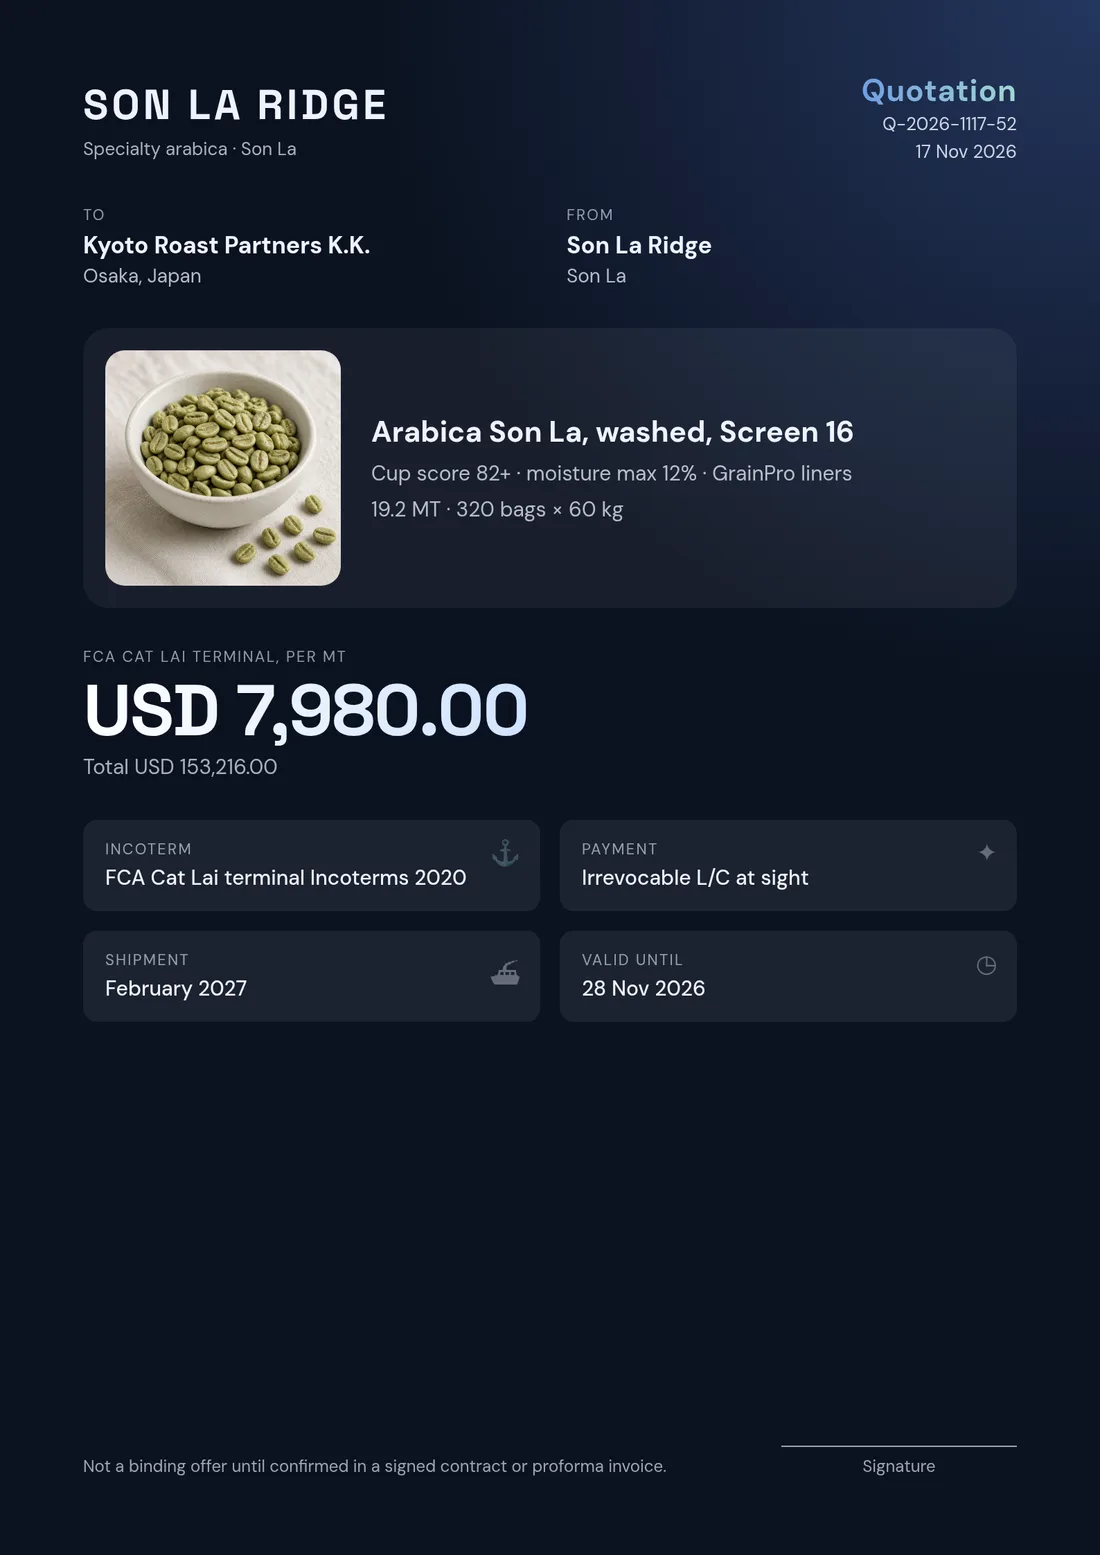 SON LA RIDGE
Specialty arabica · Son La
Quotation
Q-2026-1117-52
17 Nov 2026
TO
Kyoto Roast Partners K.K.
Osaka, Japan
FROM
Son La Ridge
Son La
Arabica Son La, washed, Screen 16
Cup score 82+ · moisture max 12% · GrainPro liners
19.2 MT · 320 bags × 60 kg
FCA CAT LAI TERMINAL, PER MT
USD 7,980.00
Total USD 153,216.00
INCOTERM
FCA Cat Lai terminal Incoterms 2020
PAYMENT
Irrevocable L/C at sight
SHIPMENT
February 2027
VALID UNTIL
28 Nov 2026
Not a binding offer until confirmed in a signed contract or proforma invoice.
Signature